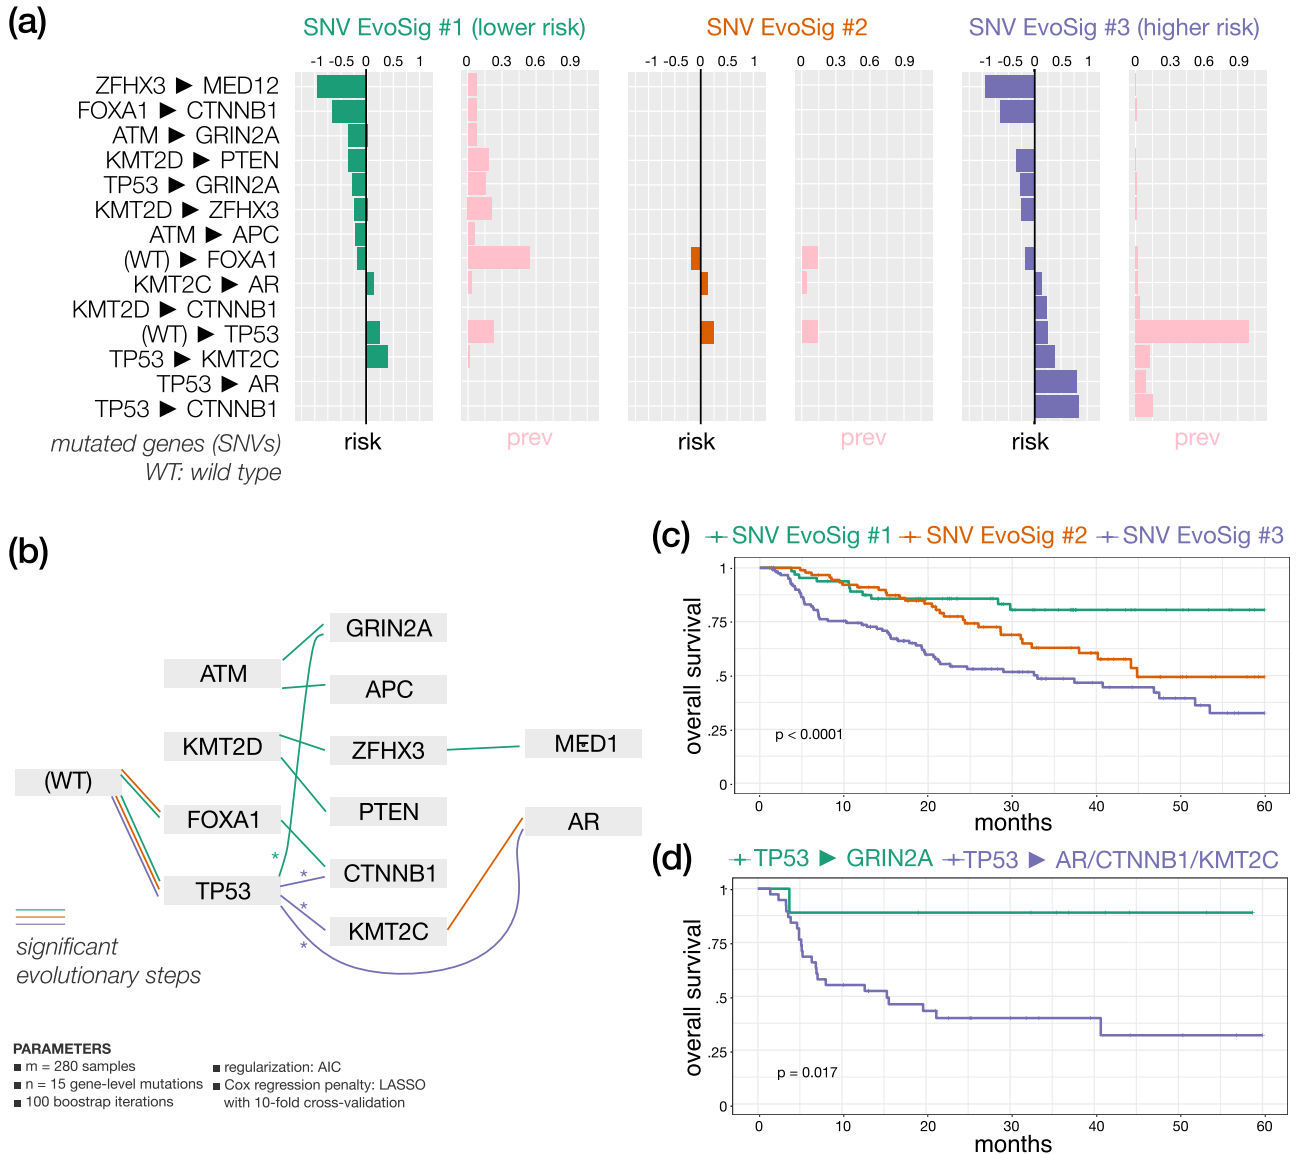 (a)
SNV EvoSig #1 (lower risk)
SNV EvoSig #2
SNV EvoSig #3 (higher risk)
-1 -0.5 0 0.5 1
0 0.3 0.6 0.9
-1 -0.5 0 0.5 1
0 0.3 0.6 0.9
-1 -0.5 0 0.5 1
0 0.3 0.6 0.9
ZFHX3 ► MED12
FOXA1 ► CTNNB1
ATM ► GRIN2A
KMT2D ► PTEN
TP53 ► GRIN2A
KMT2D ► ZFHX3
ATM ► APC
(WT) ► FOXA1
KMT2C ► AR
KMT2D ► CTNNB1
(WT) ► TP53
TP53 ► KMT2C
TP53 ► AR
TP53 ► CTNNB1
mutated genes (SNVs)
WT: wild type
risk
prev
risk
prev
risk
prev
(b)
GRIN2A
ATM
APC
KMT2D
ZFHX3
MED1
(WT)
FOXA1
PTEN
AR
CTNNB1
TP53
KMT2C
*
*
*
*
significant
evolutionary steps
PARAMETERS
■ m = 280 samples
■ n = 15 gene-level mutations
■ 100 boostrap iterations
■ regularization: AIC
■ Cox regression penalty: LASSO
with 10-fold cross-validation
(c)
SNV EvoSig #1 SNV EvoSig #2 SNV EvoSig #3
overall survival
1
.75
.5
.25
0
p < 0.0001
0 10 20 30 40 50 60
months
(d)
TP53 ► GRIN2A TP53 ► AR/CTNNB1/KMT2C
overall survival
1
.75
.5
.25
0
p = 0.017
0 10 20 30 40 50 60
months